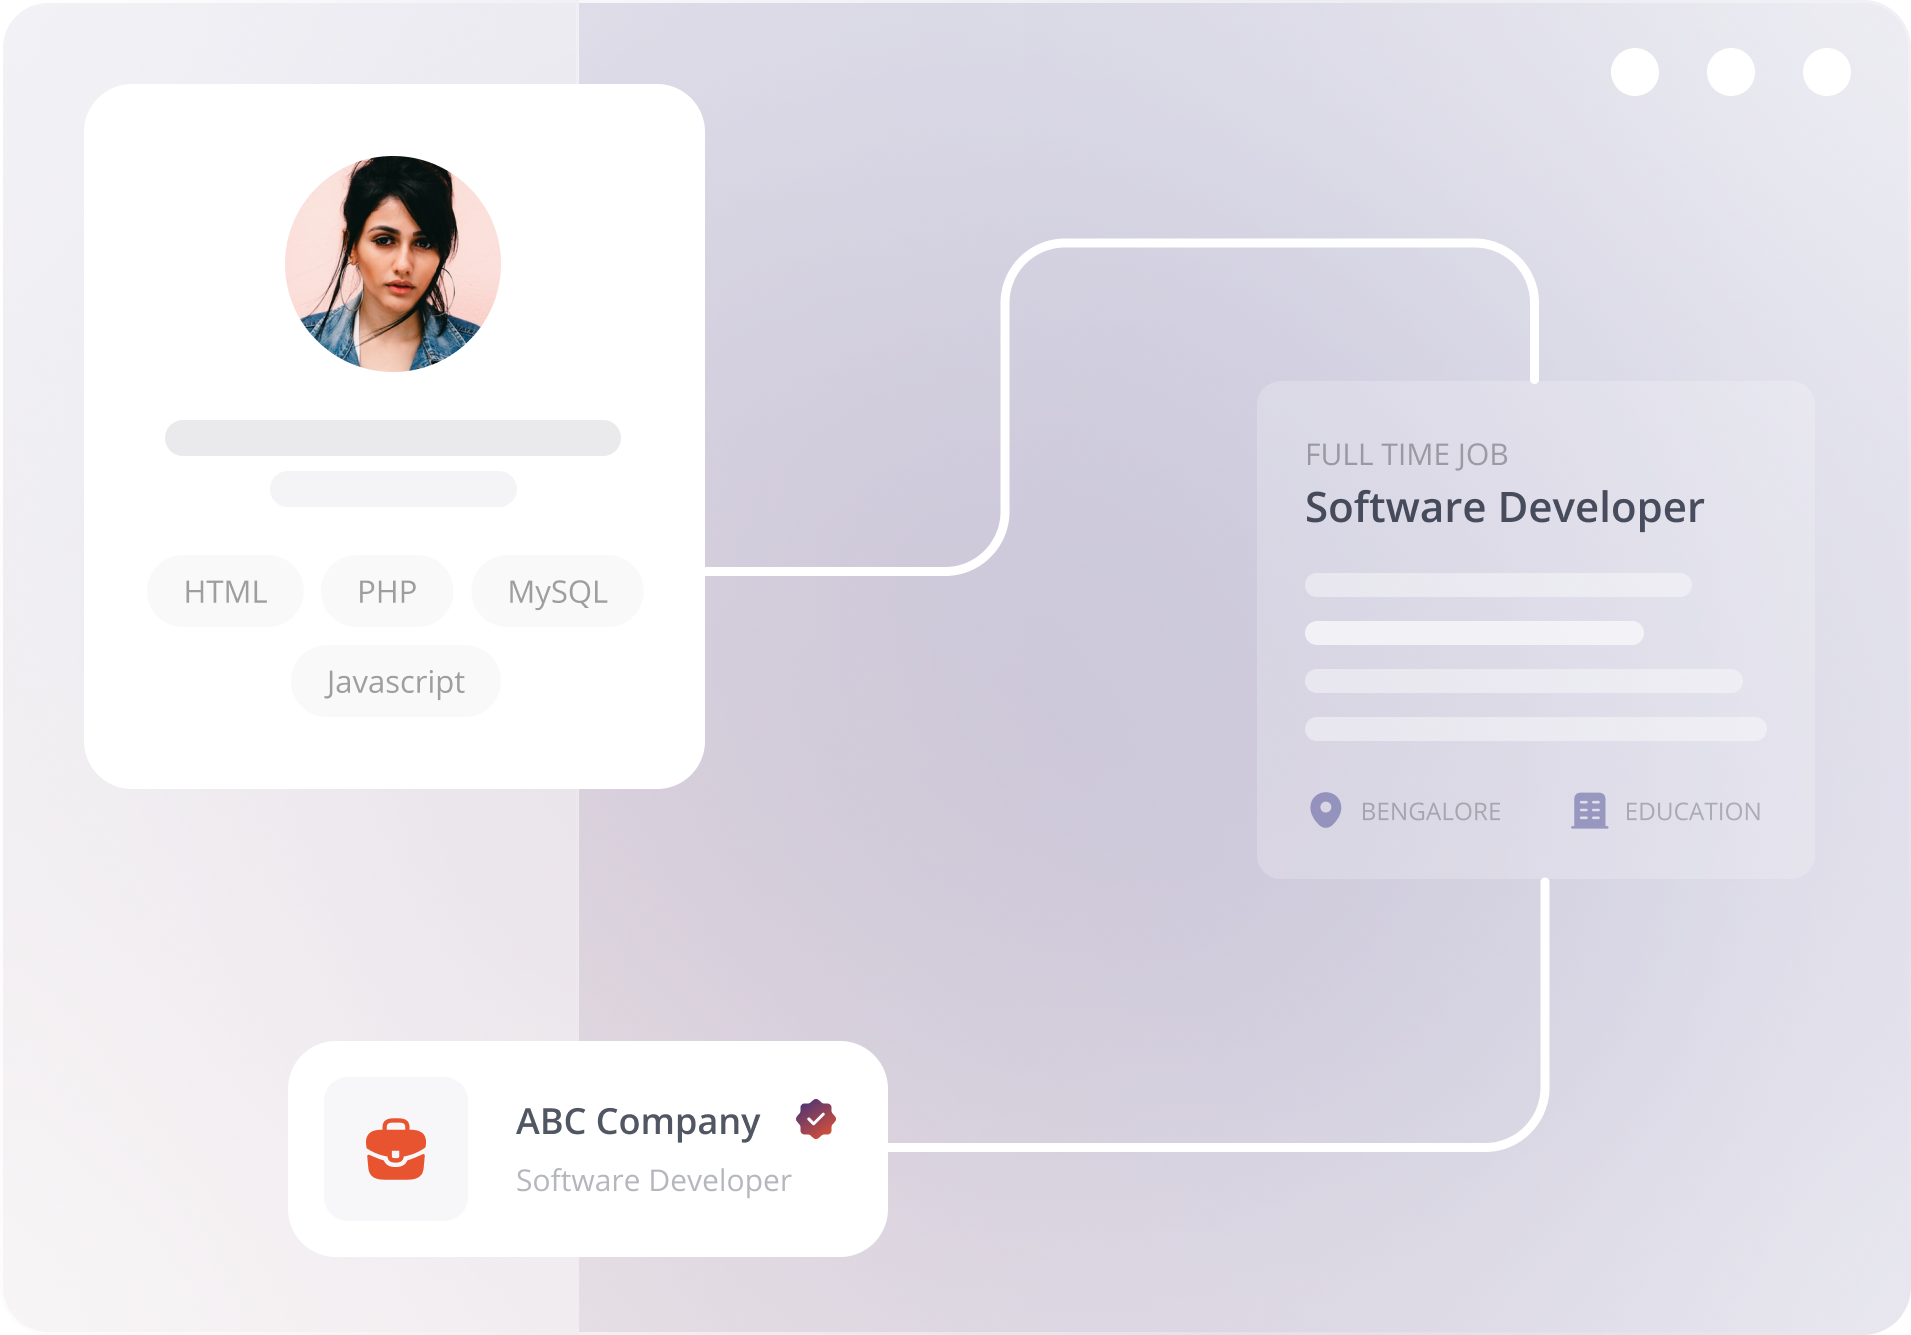 HTML
PHP
MySQL
Javascript
FULL TIME JOB
Software Developer
BENGALORE
EDUCATION
ABC Company
Software Developer